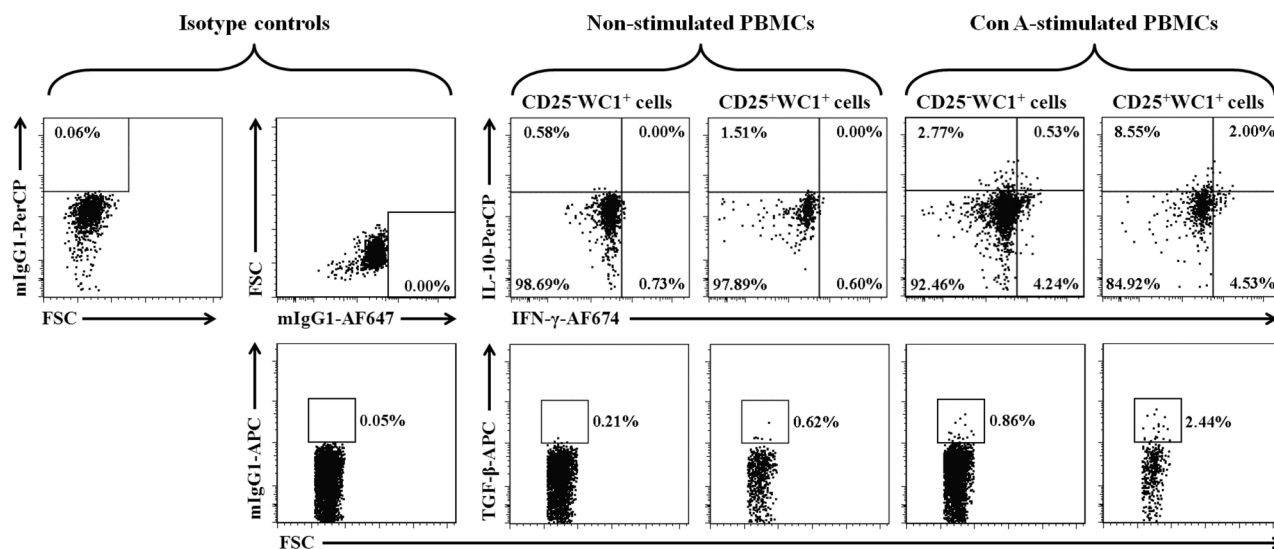 Isotype controls
Non-stimulated PBMCs
Con A-stimulated PBMCs
CD25⁻WC1⁺ cells
CD25⁺WC1⁺ cells
CD25⁻WC1⁺ cells
CD25⁺WC1⁺ cells
mIgG1-PerCP
0.06%
FSC
FSC
0.00%
mIgG1-AF647
IL-10-PerCP
0.58%
0.00%
98.69%
0.73%
1.51%
0.00%
97.89%
0.60%
2.77%
0.53%
92.46%
4.24%
8.55%
2.00%
84.92%
4.53%
IFN-γ-AF674
mIgG1-APC
0.05%
TGF-β-APC
0.21%
0.62%
0.86%
2.44%
FSC